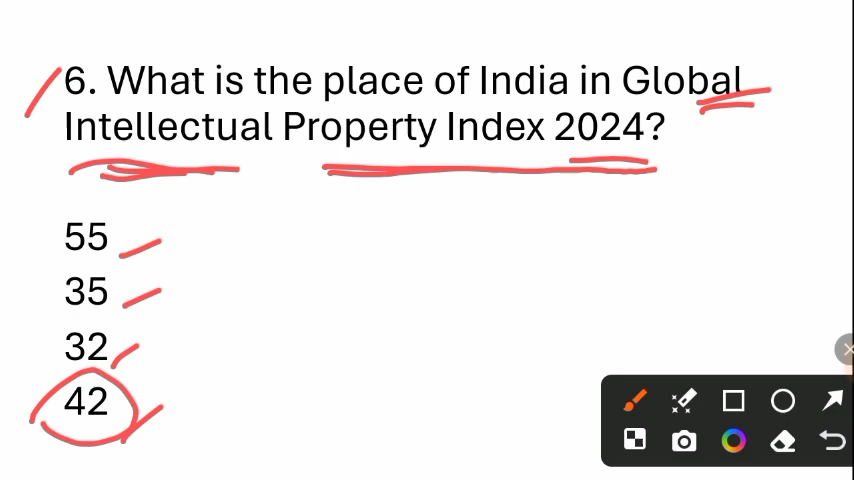 6. What is the place of India in Global
Intellectual Property Index 2024?
55
35
32
42